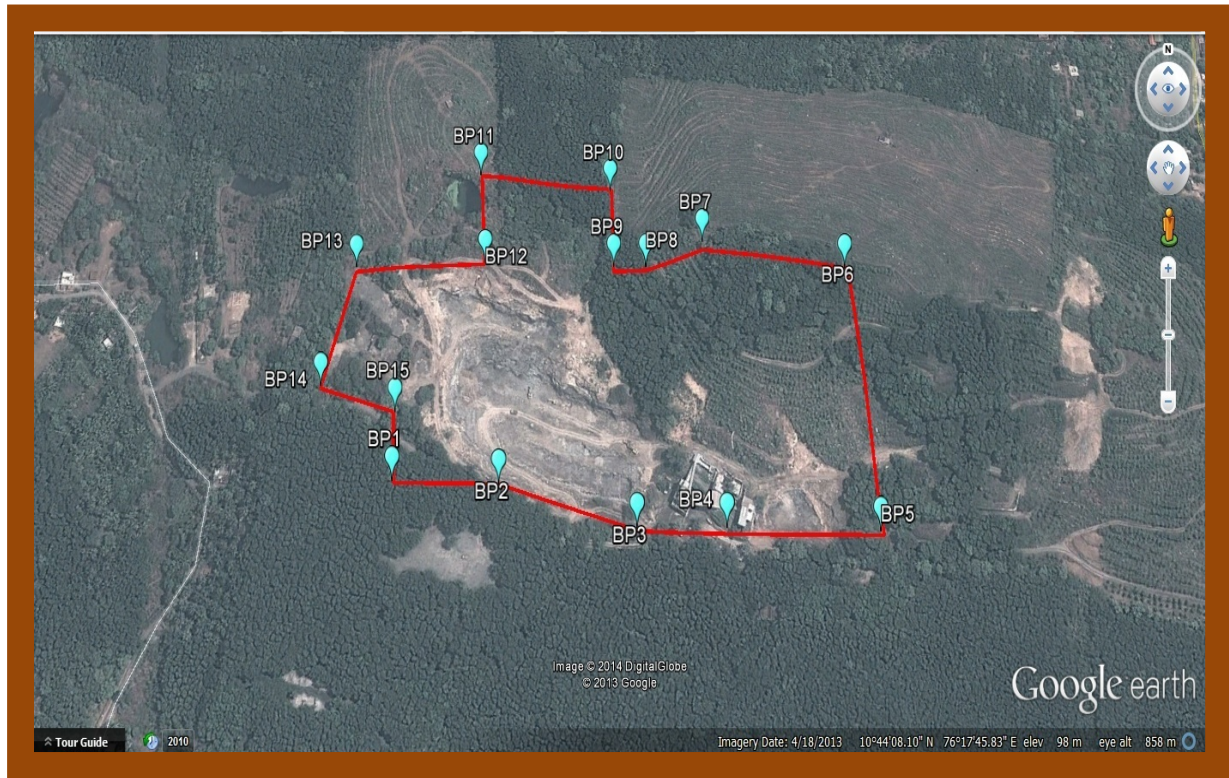 N
BP11
BP10
BP7
BP13
BP9
BP8
BP12
BP6
BP14
BP15
BP1
BP2
BP4
BP3
BP5
Image © 2014 DigitalGlobe
© 2013 Google
Google earth
Tour Guide
2010
Imagery Date: 4/18/2013 10°44'08.10" N 76°17'45.83" E elev 98 m eye alt 858 m